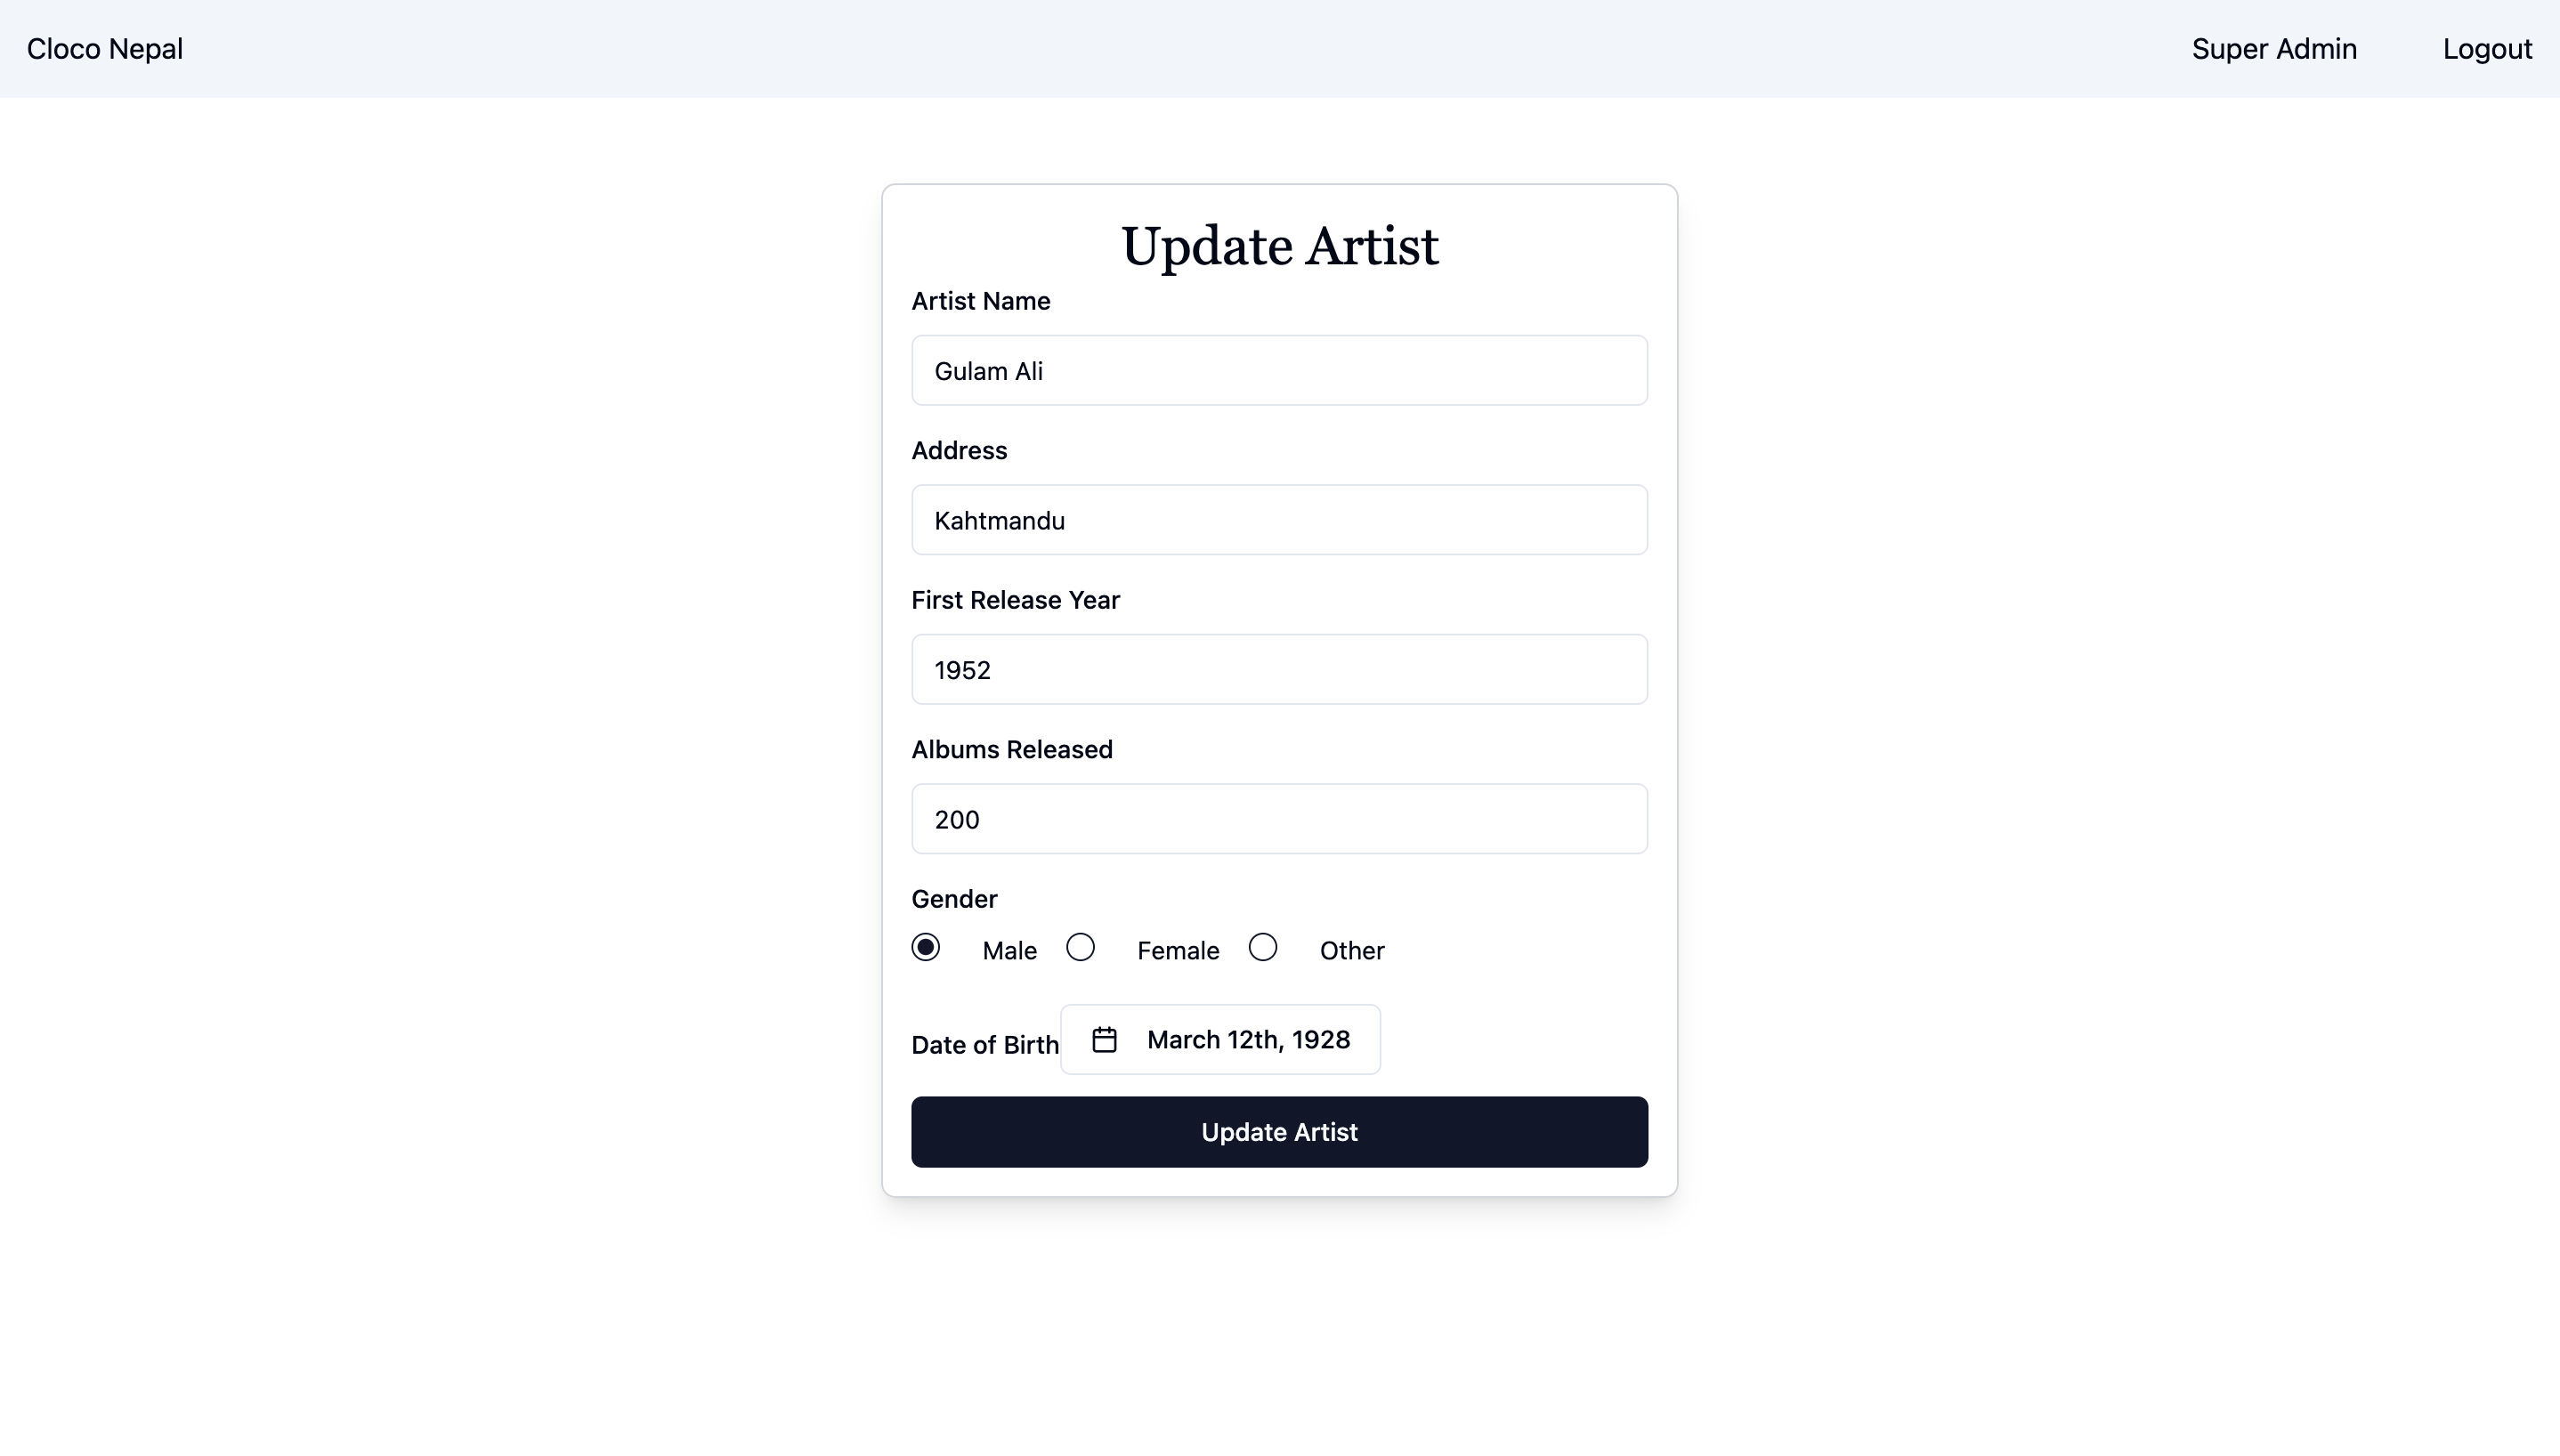 Cloco Nepal Super Admin Logout
Update Artist
Artist Name
Gulam Ali
Address
Kahtmandu
First Release Year
1952
Albums Released
200
Gender
Male Female Other
Date of Birth March 12th, 1928
Update Artist